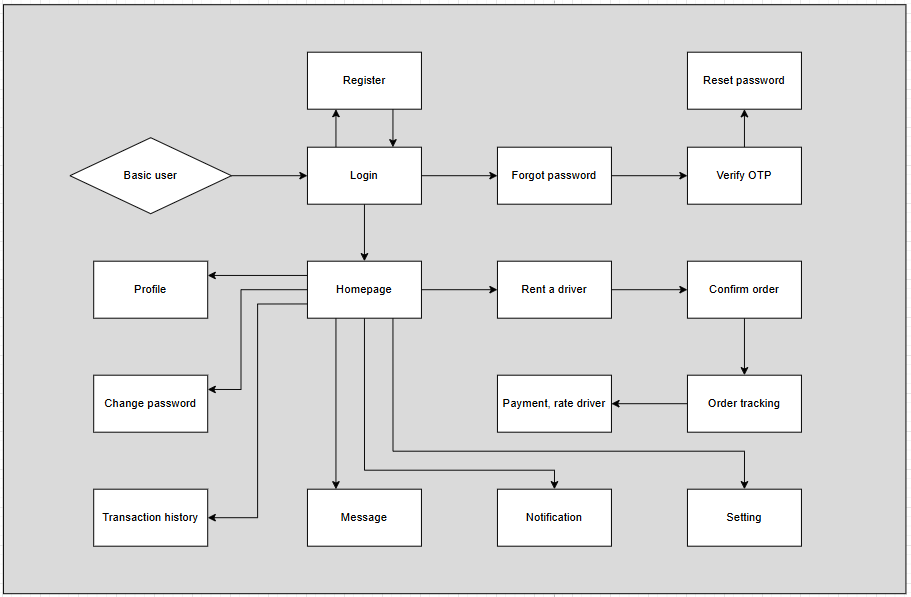 Register
Reset password
Basic user
Login
Forgot password
Verify OTP
Profile
Homepage
Rent a driver
Confirm order
Change password
Payment, rate driver
Order tracking
Transaction history
Message
Notification
Setting